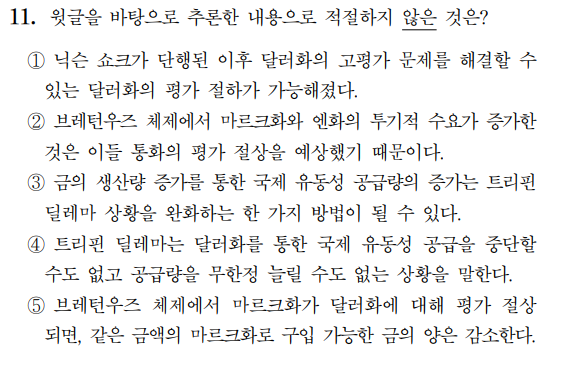 11. 윗글을 바탕으로 추론한 내용으로 적절하지 않은 것은?
① 닉슨 쇼크가 단행된 이후 달러화의 고평가 문제를 해결할 수
있는 달러화의 평가 절하가 가능해졌다.
② 브레턴우즈 체제에서 마르크화와 엔화의 투기적 수요가 증가한
것은 이들 통화의 평가 절상을 예상했기 때문이다.
③ 금의 생산량 증가를 통한 국제 유동성 공급량의 증가는 트리핀
딜레마 상황을 완화하는 한 가지 방법이 될 수 있다.
④ 트리핀 딜레마는 달러화를 통한 국제 유동성 공급을 중단할
수도 없고 공급량을 무한정 늘릴 수도 없는 상황을 말한다.
⑤ 브레턴우즈 체제에서 마르크화가 달러화에 대해 평가 절상
되면, 같은 금액의 마르크화로 구입 가능한 금의 양은 감소한다.